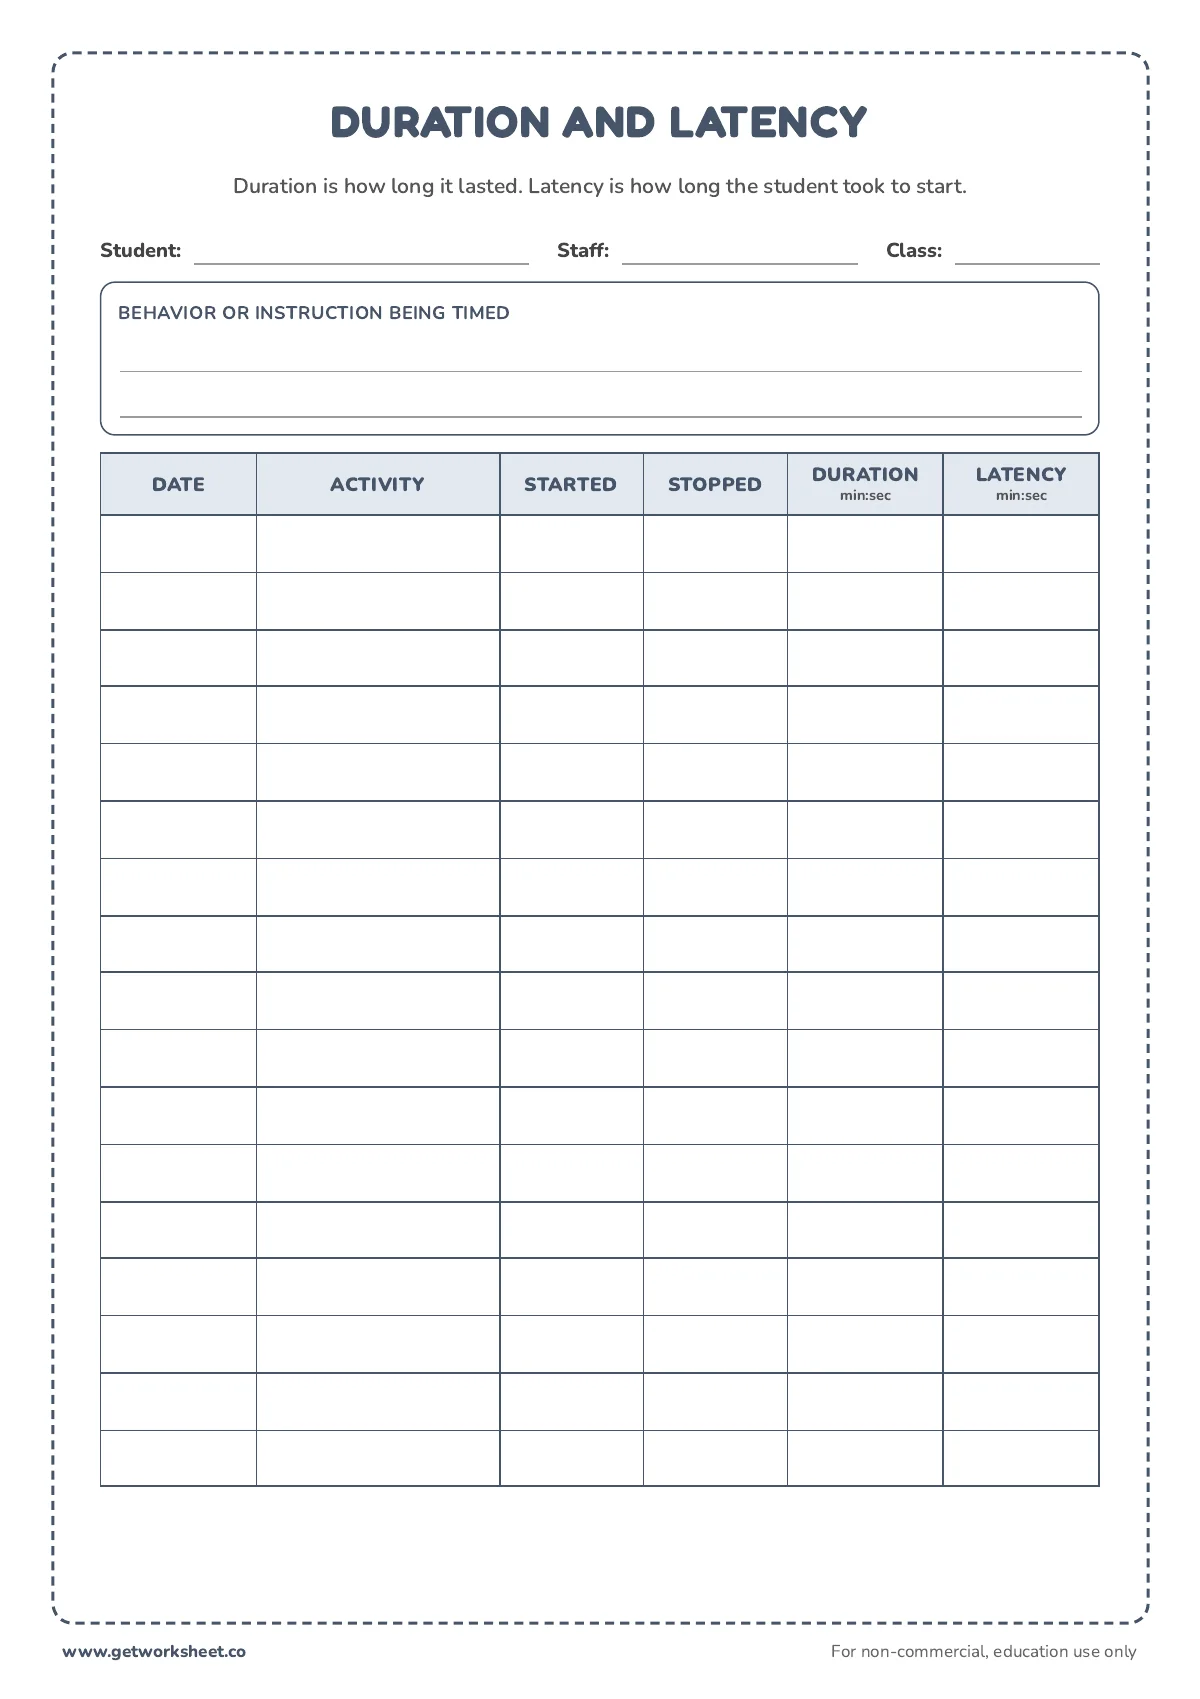 DURATION AND LATENCY
Duration is how long it lasted. Latency is how long the student took to start.
Student: Staff: Class:
BEHAVIOR OR INSTRUCTION BEING TIMED
DATE ACTIVITY STARTED STOPPED DURATION LATENCY
min:sec min:sec
www.getworksheet.co For non-commercial, education use only